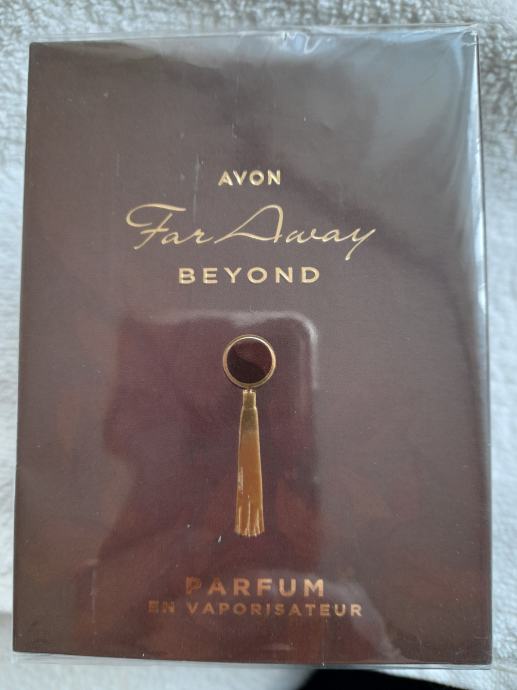 AVON
Far Away
BEYOND
PARFUM
EN VAPORISATEUR